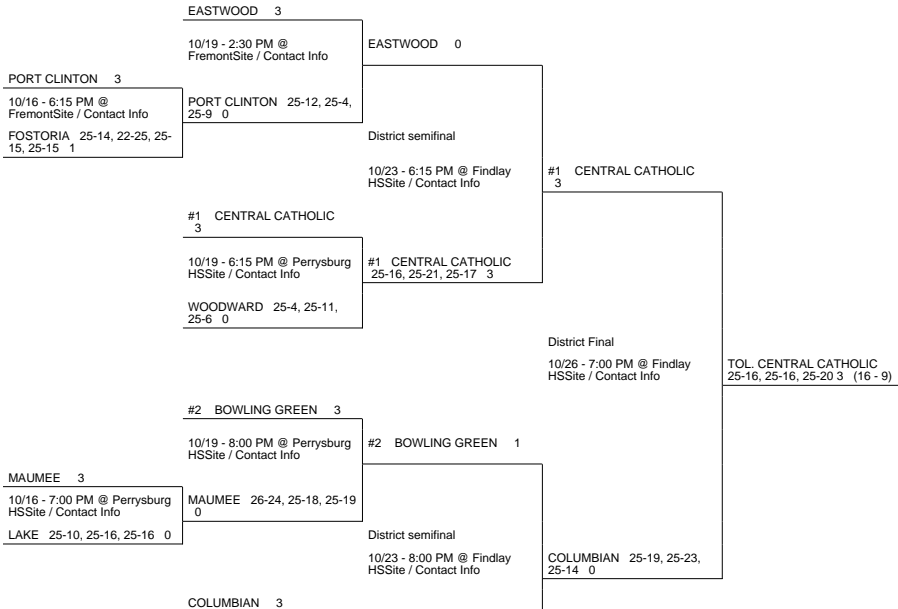 EASTWOOD 3
10/19 - 2:30 PM @
FremontSite / Contact Info
EASTWOOD 0
PORT CLINTON 3
10/16 - 6:15 PM @
FremontSite / Contact Info
PORT CLINTON 25-12, 25-4,
25-9 0
FOSTORIA 25-14, 22-25, 25-
15, 25-15 1
District semifinal
10/23 - 6:15 PM @ Findlay
HSSite / Contact Info
#1 CENTRAL CATHOLIC
3
#1 CENTRAL CATHOLIC
3
10/19 - 6:15 PM @ Perrysburg
HSSite / Contact Info
#1 CENTRAL CATHOLIC
25-16, 25-21, 25-17 3
WOODWARD 25-4, 25-11,
25-6 0
District Final
10/26 - 7:00 PM @ Findlay
HSSite / Contact Info
TOL. CENTRAL CATHOLIC
25-16, 25-16, 25-20 3 (16 - 9)
#2 BOWLING GREEN 3
10/19 - 8:00 PM @ Perrysburg
HSSite / Contact Info
#2 BOWLING GREEN 1
MAUMEE 3
10/16 - 7:00 PM @ Perrysburg
HSSite / Contact Info
MAUMEE 26-24, 25-18, 25-19
0
LAKE 25-10, 25-16, 25-16 0
District semifinal
10/23 - 8:00 PM @ Findlay
HSSite / Contact Info
COLUMBIAN 25-19, 25-23,
25-14 0
COLUMBIAN 3